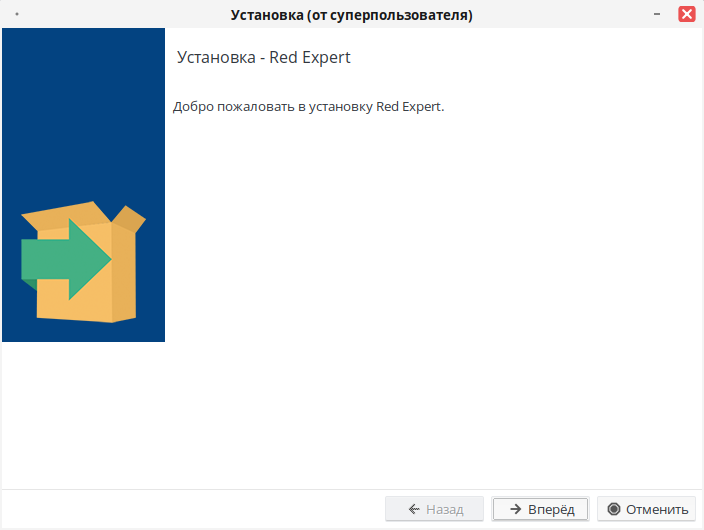 Установка (от суперпользователя)
Установка - Red Expert
Добро пожаловать в установку Red Expert.
Назад
Вперёд
Отменить